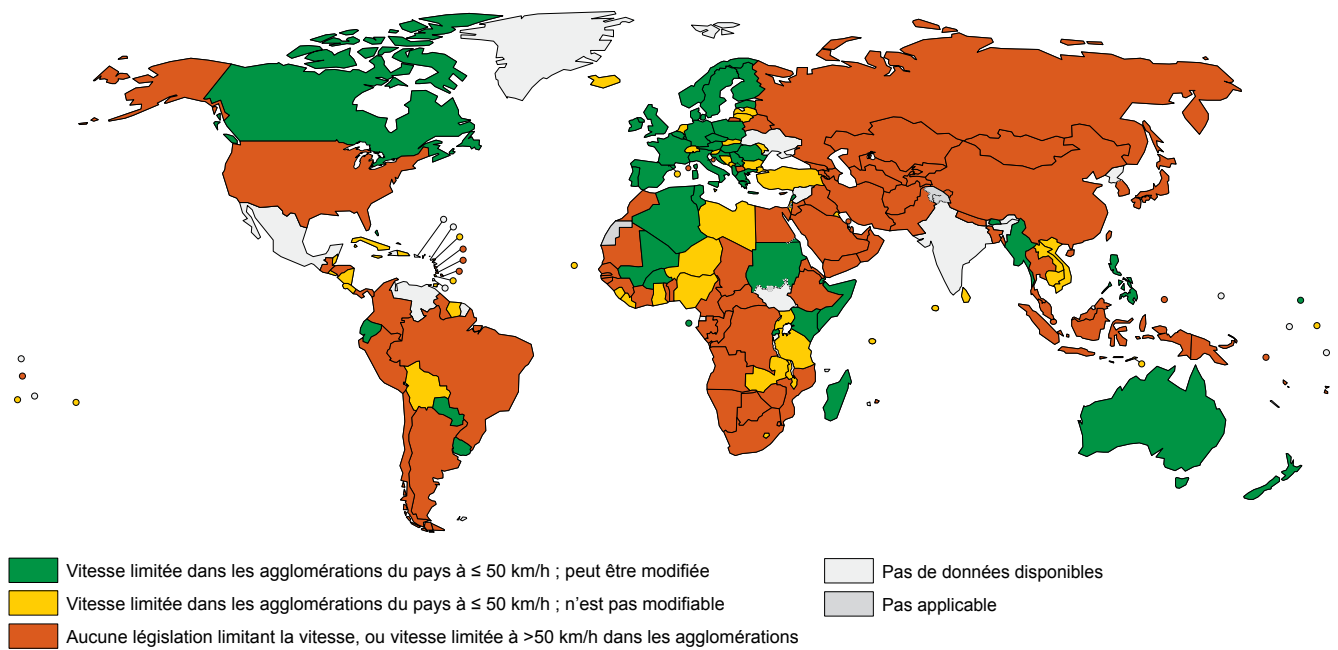 Vitesse limitée dans les agglomérations du pays à ≤ 50 km/h ; peut être modifiée
Vitesse limitée dans les agglomérations du pays à ≤ 50 km/h ; n’est pas modifiable
Aucune législation limitant la vitesse, ou vitesse limitée à >50 km/h dans les agglomérations
Pas de données disponibles
Pas applicable